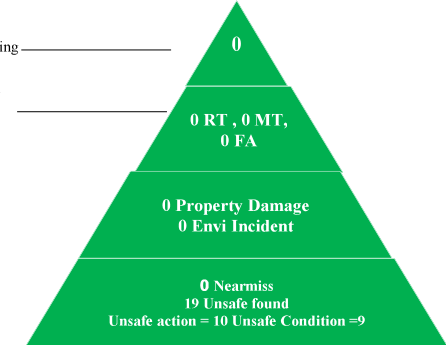 ing
0
0 RT , 0 MT,
0 FA
0 Property Damage
0 Envi Incident
0 Nearmiss
19 Unsafe found
Unsafe action = 10 Unsafe Condition =9